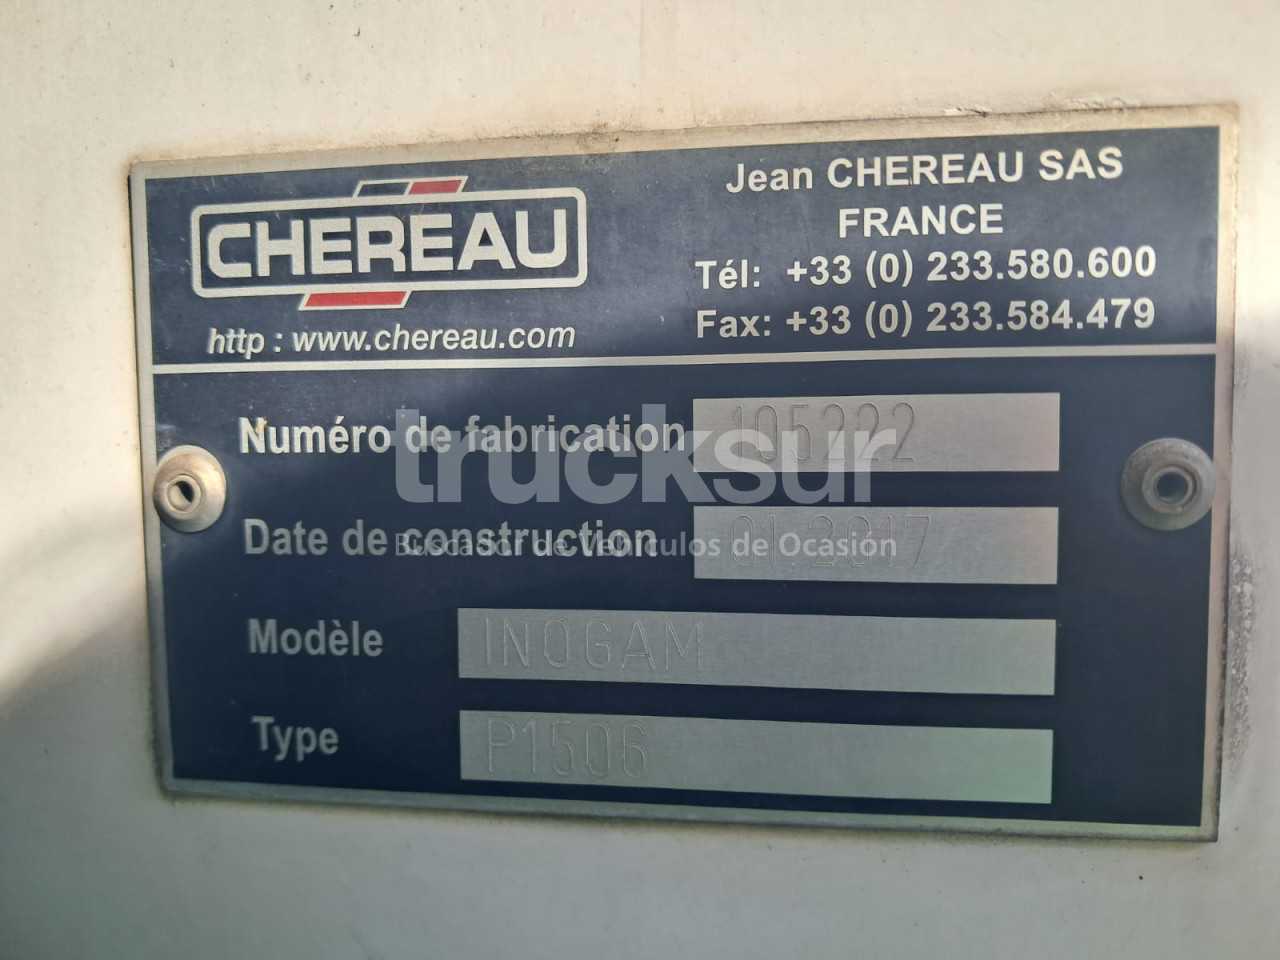 CHEREAU
http : www.chereau.com
Jean CHEREAU SAS
FRANCE
Tél: +33 (0) 233.580.600
Fax: +33 (0) 233.584.479
Numéro de fabrication 105222
Date de construction 01.2017
Modèle INOGAM
Type P1506
trucksur
Buscador de Vehículos de Ocasión